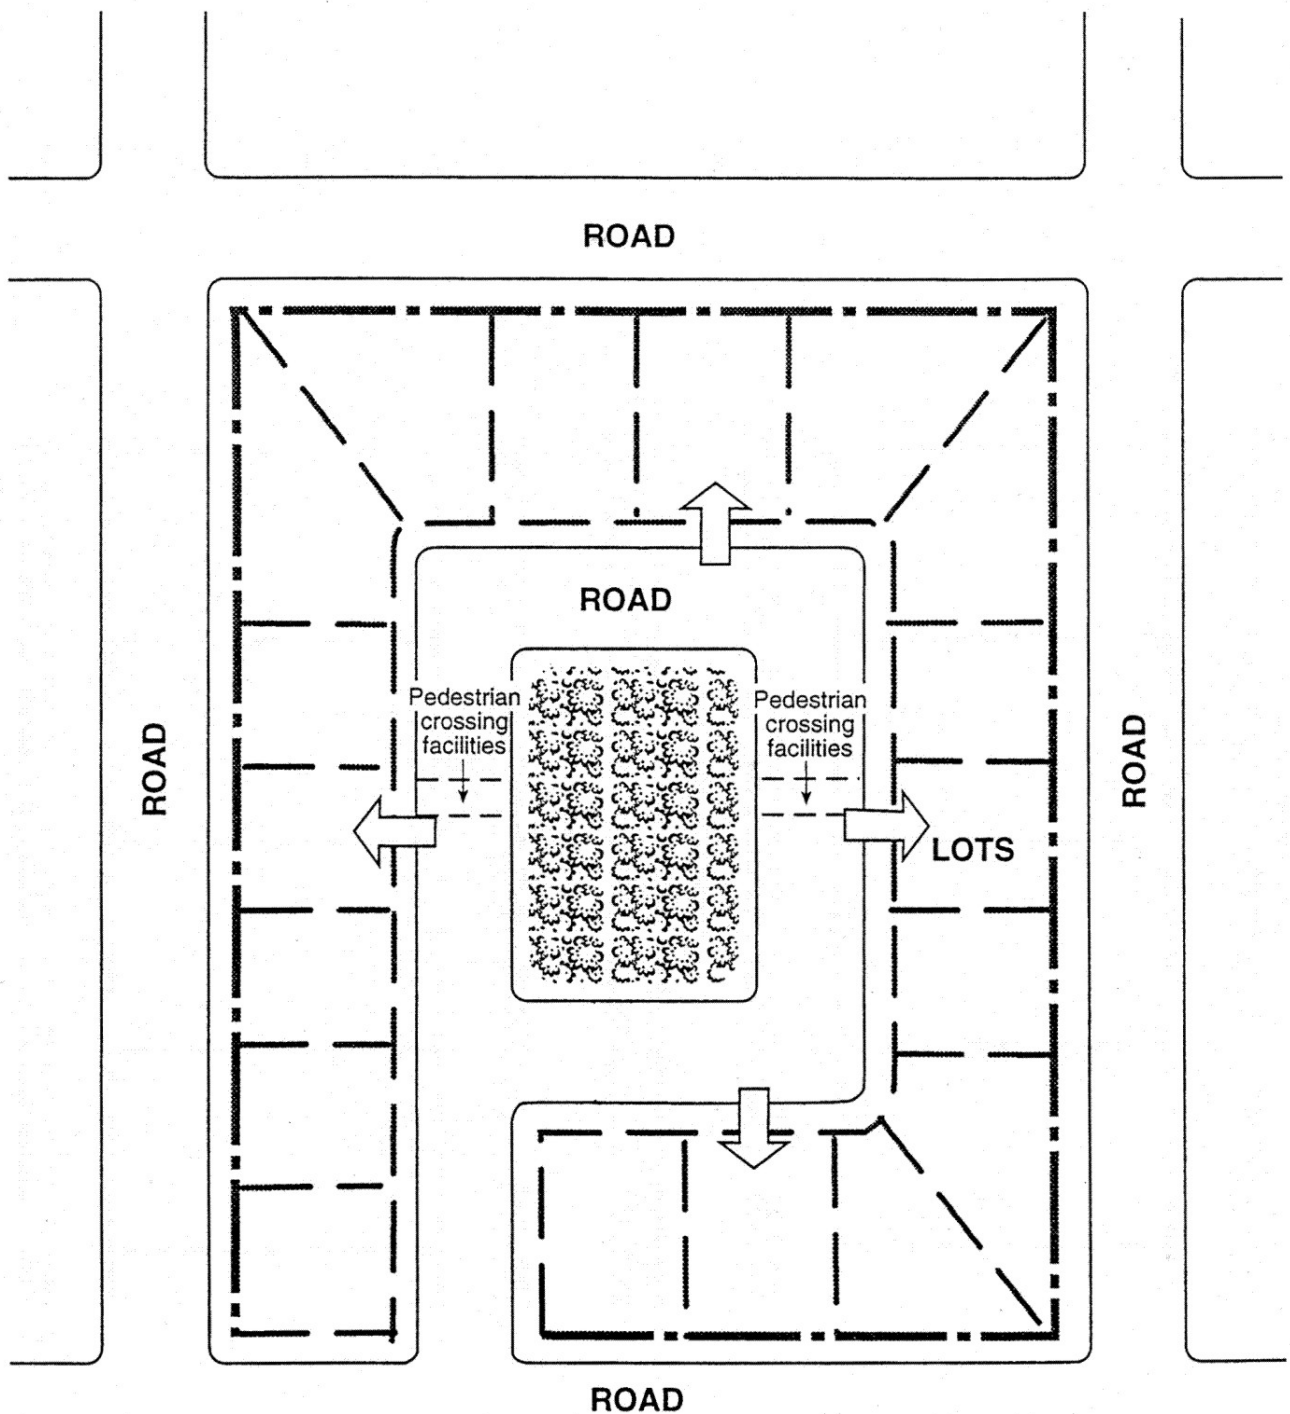 ROAD
ROAD
Pedestrian
crossing
facilities
Pedestrian
crossing
facilities
ROAD
ROAD
LOTS
ROAD